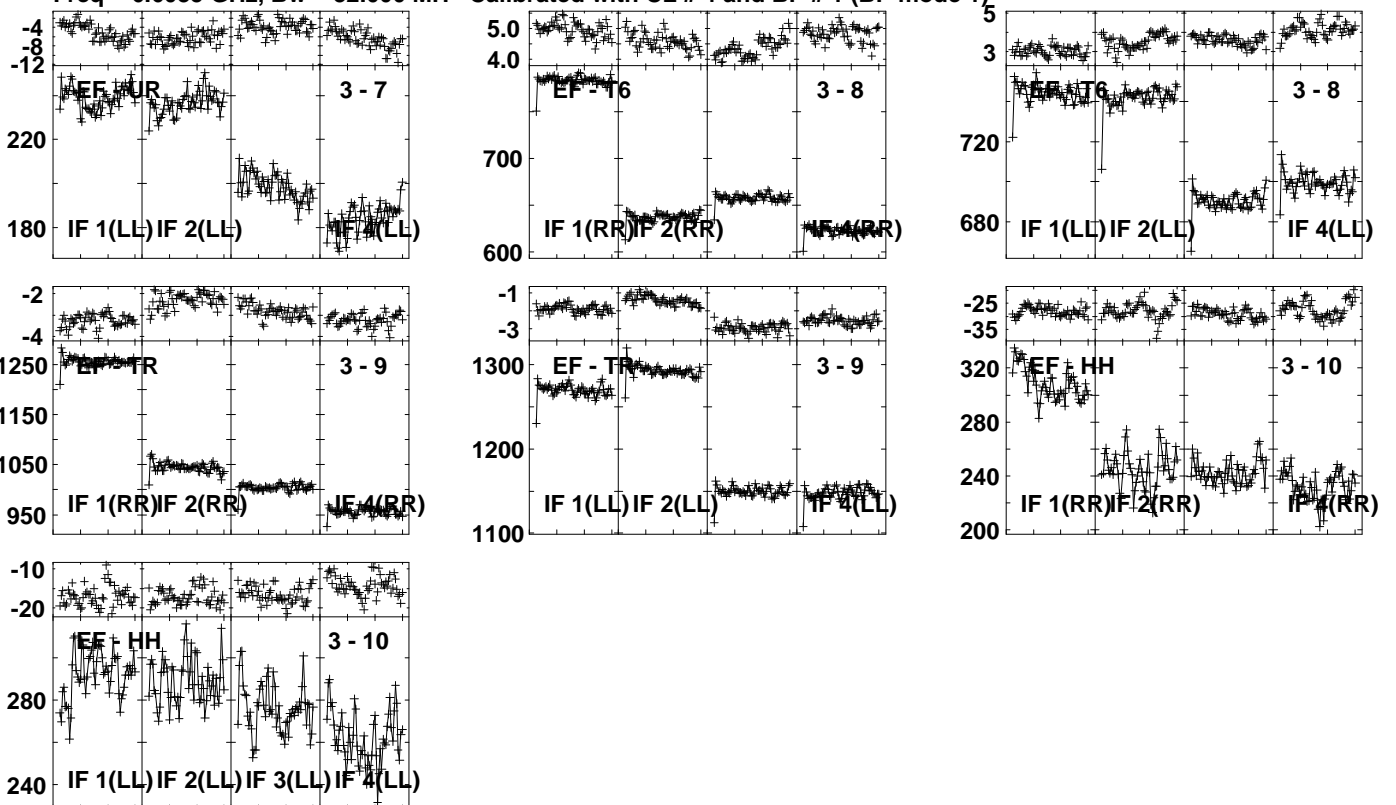 -4
-8
-12
EF - UR 3 - 7
220
180
IF 1(LL) IF 2(LL) IF 4(LL)
5.0
4.0
EF - T6 3 - 8
700
600
IF 1(RR) IF 2(RR) IF 4(RR)
5
3
EF - T6 3 - 8
720
680
IF 1(LL) IF 2(LL) IF 4(LL)
-2
-4
1250
EF - TR 3 - 9
1150
1050
950
IF 1(RR) IF 2(RR) IF 4(RR)
-1
-3
1300
EF - TR 3 - 9
1200
1100
IF 1(LL) IF 2(LL) IF 4(LL)
-25
-35
320
EF - HH 3 - 10
280
240
200
IF 1(RR) IF 2(RR) IF 4(RR)
-10
-20
EF - HH 3 - 10
280
240
IF 1(LL) IF 2(LL) IF 3(LL) IF 4(LL)